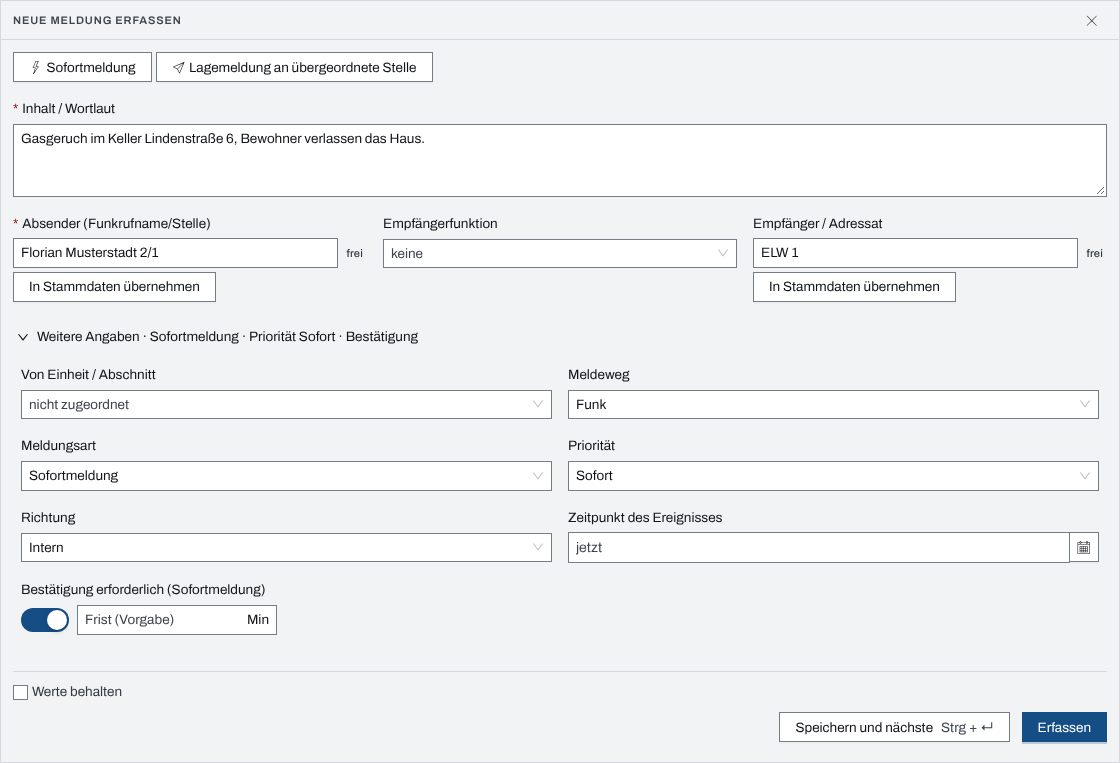 NEUE MELDUNG ERFASSEN
Sofortmeldung
Lagemeldung an übergeordnete Stelle
* Inhalt / Wortlaut
Gasgeruch im Keller Lindenstraße 6, Bewohner verlassen das Haus.
* Absender (Funkrufname/Stelle)
Florian Musterstadt 2/1
frei
In Stammdaten übernehmen
Empfängerfunktion
keine
Empfänger / Adressat
ELW 1
frei
In Stammdaten übernehmen
Weitere Angaben · Sofortmeldung · Priorität Sofort · Bestätigung
Von Einheit / Abschnitt
nicht zugeordnet
Meldeweg
Funk
Meldungsart
Sofortmeldung
Priorität
Sofort
Richtung
Intern
Zeitpunkt des Ereignisses
jetzt
Bestätigung erforderlich (Sofortmeldung)
Frist (Vorgabe) Min
Werte behalten
Speichern und nächste Strg + ↵
Erfassen